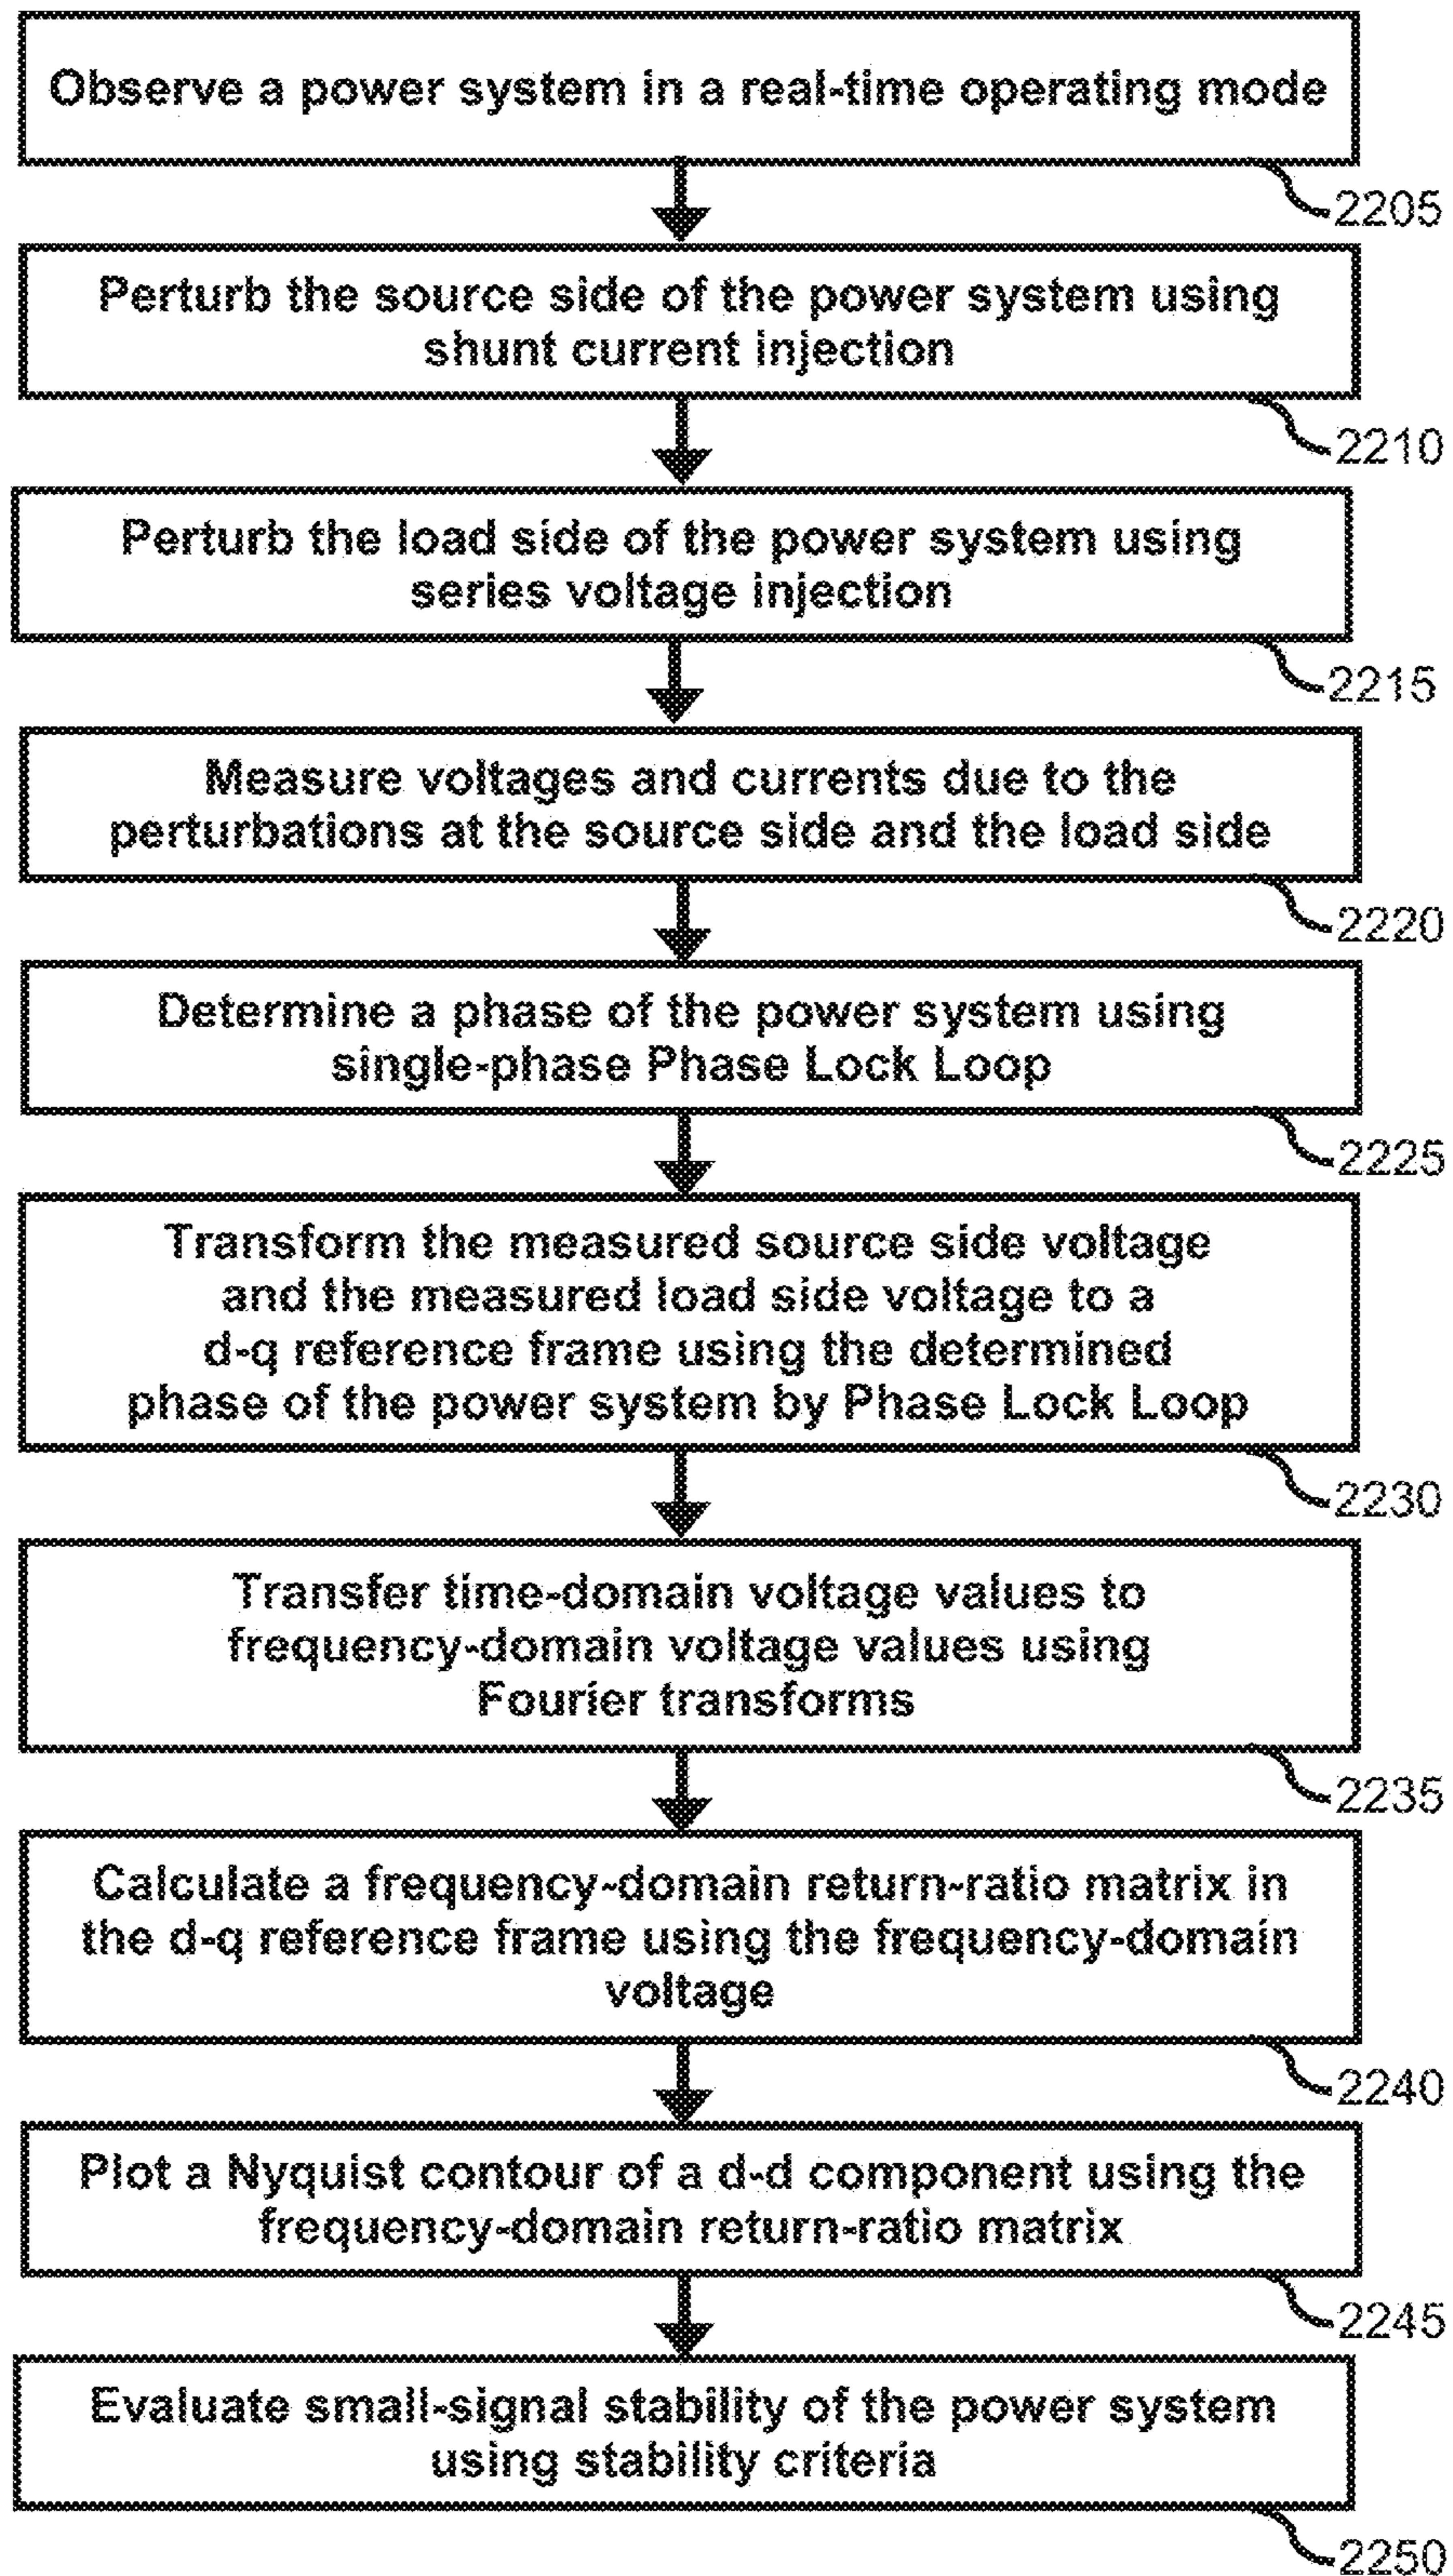 Observe a power system in a real-time operating mode
2205
Perturb the source side of the power system using
shunt current injection
2210
Perturb the load side of the power system using
series voltage injection
2215
Measure voltages and currents due to the
perturbations at the source side and the load side
2220
Determine a phase of the power system using
single-phase Phase Lock Loop
2225
Transform the measured source side voltage
and the measured load side voltage to a
d-q reference frame using the determined
phase of the power system by Phase Lock Loop
2230
Transfer time-domain voltage values to
frequency-domain voltage values using
Fourier transforms
2235
Calculate a frequency-domain return-ratio matrix in
the d-q reference frame using the frequency-domain
voltage
2240
Plot a Nyquist contour of a d-d component using the
frequency-domain return-ratio matrix
2245
Evaluate small-signal stability of the power system
using stability criteria
2250